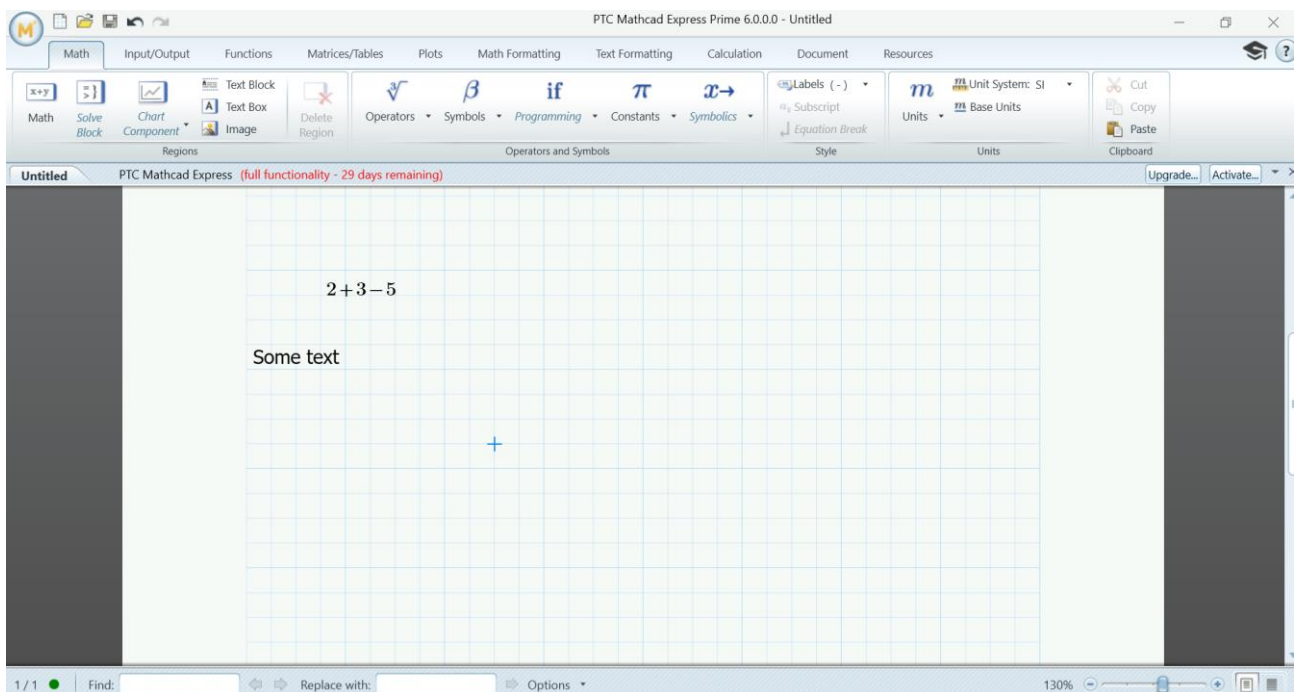 PTC Mathcad Express Prime 6.0.0.0 - Untitled
Math Input/Output Functions Matrices/Tables Plots Math Formatting Text Formatting Calculation Document Resources
Math
Solve Block
Chart Component
Text Block
Text Box
Image
Delete Region
Regions
Operators
β Symbols
if Programming
π Constants
x→ Symbolics
Operators and Symbols
Labels (-)
Subscript
Equation Break
Style
m Units
Unit System: SI
Base Units
Units
Cut
Copy
Paste
Clipboard
Untitled PTC Mathcad Express (full functionality - 29 days remaining) Upgrade... Activate...
2+3−5
Some text
1 / 1 Find: Replace with: Options 130%